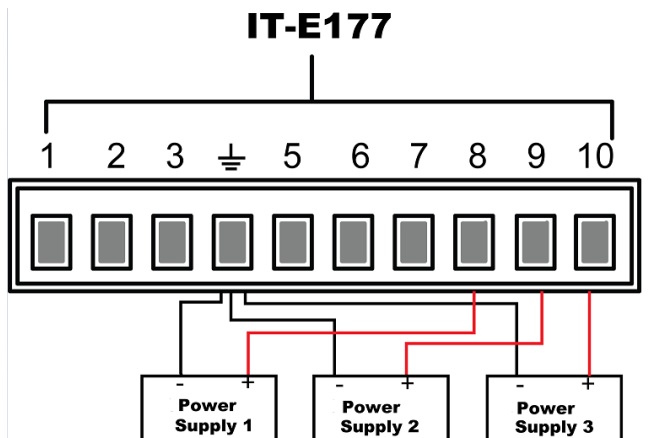 IT-E177
1 2 3 5 6 7 8 9 10
- + - + - +
Power Power Power
Supply 1 Supply 2 Supply 3